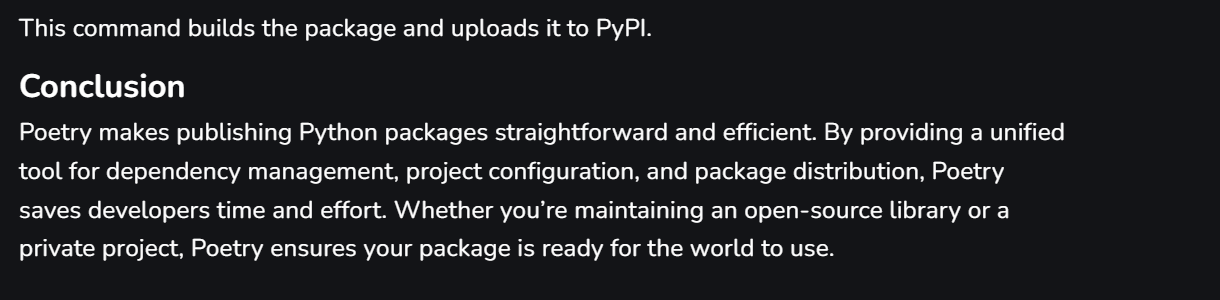 This command builds the package and uploads it to PyPI.
Conclusion
Poetry makes publishing Python packages straightforward and efficient. By providing a unified
tool for dependency management, project configuration, and package distribution, Poetry
saves developers time and effort. Whether you’re maintaining an open-source library or a
private project, Poetry ensures your package is ready for the world to use.